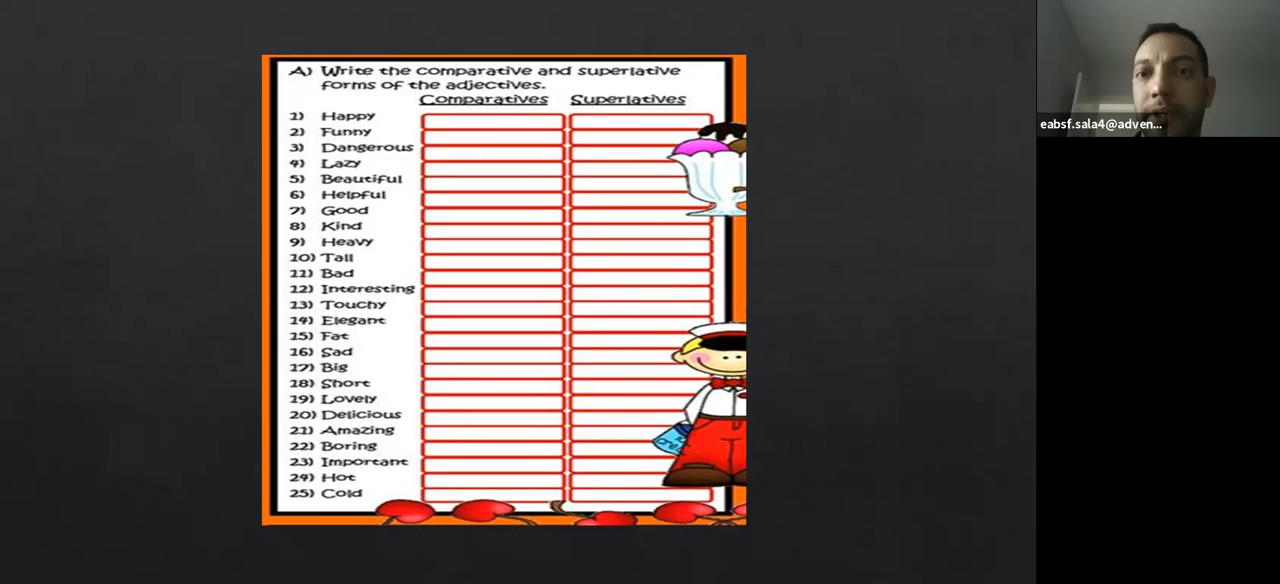 A) Write the comparative and superlative
forms of the adjectives.
Comparatives Superlatives
1) Happy
2) Funny
3) Dangerous
4) Lazy
5) Beautiful
6) Helpful
7) Good
8) Kind
9) Heavy
10) Tall
11) Bad
12) Interesting
13) Touchy
14) Elegant
15) Fat
16) Sad
17) Big
18) Short
19) Lovely
20) Delicious
21) Amazing
22) Boring
23) Important
24) Hot
25) Cold
eabsf.sala4@adven...